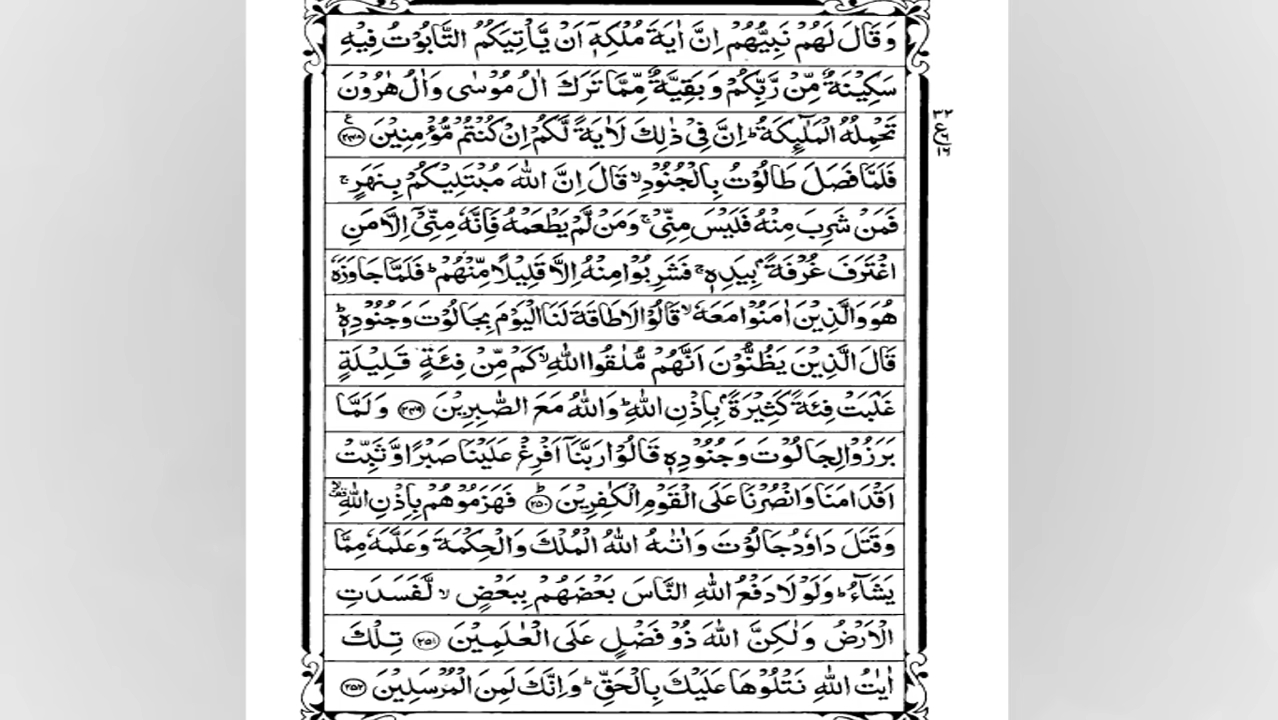 وَقَالَ لَهُمْ نَبِيُّهُمْ اِنَّ اٰيَةَ مُلْكِهٖٓ اَنْ يَّاْتِيَكُمُ التَّابُوْتُ فِيْهِ
سَكِيْنَةٌ مِّنْ رَّبِّكُمْ وَبَقِيَّةٌ مِّمَّا تَرَكَ اٰلُ مُوْسٰى وَاٰلُ هٰرُوْنَ
تَحْمِلُهُ الْمَلٰٓئِكَةُ ؕ اِنَّ فِيْ ذٰلِكَ لَاٰيَةً لَّكُمْ اِنْ كُنْتُمْ مُّؤْمِنِيْنَ ﴿۲۴۸﴾ ع
فَلَمَّا فَصَلَ طَالُوْتُ بِالْجُنُوْدِ ۙ قَالَ اِنَّ اللّٰهَ مُبْتَلِيْكُمْ بِنَهَرٍ ۚ
فَمَنْ شَرِبَ مِنْهُ فَلَيْسَ مِنِّيْ ۚ وَمَنْ لَّمْ يَطْعَمْهُ فَاِنَّهٗ مِنِّيْٓ اِلَّا مَنِ
اغْتَرَفَ غُرْفَةًۢ بِيَدِهٖ ۚ فَشَرِبُوْا مِنْهُ اِلَّا قَلِيْلًا مِّنْهُمْ ؕ فَلَمَّا جَاوَزَهٗ
هُوَ وَالَّذِيْنَ اٰمَنُوْا مَعَهٗ ۙ قَالُوْا لَا طَاقَةَ لَنَا الْيَوْمَ بِجَالُوْتَ وَجُنُوْدِهٖ ؕ
قَالَ الَّذِيْنَ يَظُنُّوْنَ اَنَّهُمْ مُّلٰقُوا اللّٰهِ ۙ كَمْ مِّنْ فِئَةٍ قَلِيْلَةٍ
غَلَبَتْ فِئَةً كَثِيْرَةًۢ بِاِذْنِ اللّٰهِ ؕ وَاللّٰهُ مَعَ الصّٰبِرِيْنَ ﴿۲۴۹﴾ وَلَمَّا
بَرَزُوْا لِجَالُوْتَ وَجُنُوْدِهٖ قَالُوْا رَبَّنَآ اَفْرِغْ عَلَيْنَا صَبْرًا وَّثَبِّتْ
اَقْدَامَنَا وَانْصُرْنَا عَلَى الْقَوْمِ الْكٰفِرِيْنَ ﴿۲۵۰﴾ ؕ فَهَزَمُوْهُمْ بِاِذْنِ اللّٰهِ ۙ
وَقَتَلَ دَاوٗدُ جَالُوْتَ وَاٰتٰىهُ اللّٰهُ الْمُلْكَ وَالْحِكْمَةَ وَعَلَّمَهٗ مِمَّا
يَشَآءُ ؕ وَلَوْلَا دَفْعُ اللّٰهِ النَّاسَ بَعْضَهُمْ بِبَعْضٍ ۙ لَّفَسَدَتِ
الْاَرْضُ وَلٰكِنَّ اللّٰهَ ذُوْ فَضْلٍ عَلَى الْعٰلَمِيْنَ ﴿۲۵۱﴾ تِلْكَ
اٰيٰتُ اللّٰهِ نَتْلُوْهَا عَلَيْكَ بِالْحَقِّ ؕ وَاِنَّكَ لَمِنَ الْمُرْسَلِيْنَ ﴿۲۵۲﴾